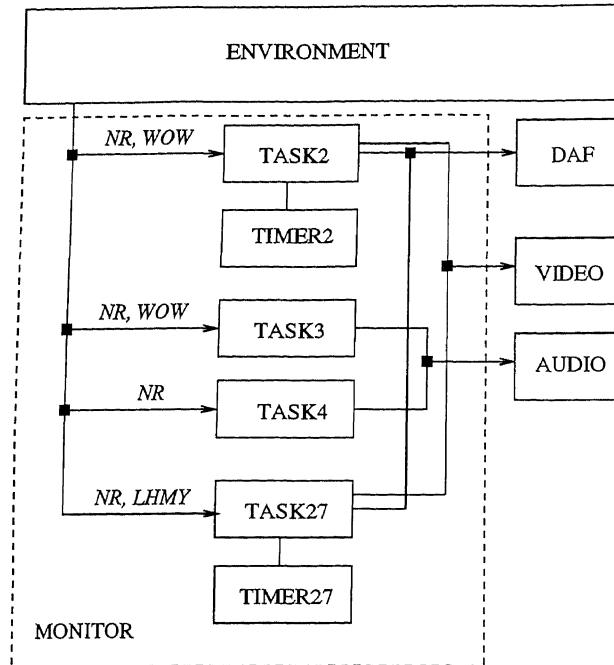 ENVIRONMENT
NR, WOW
TASK2
DAF
TIMER2
VIDEO
NR, WOW
TASK3
AUDIO
NR
TASK4
NR, LHMY
TASK27
TIMER27
MONITOR